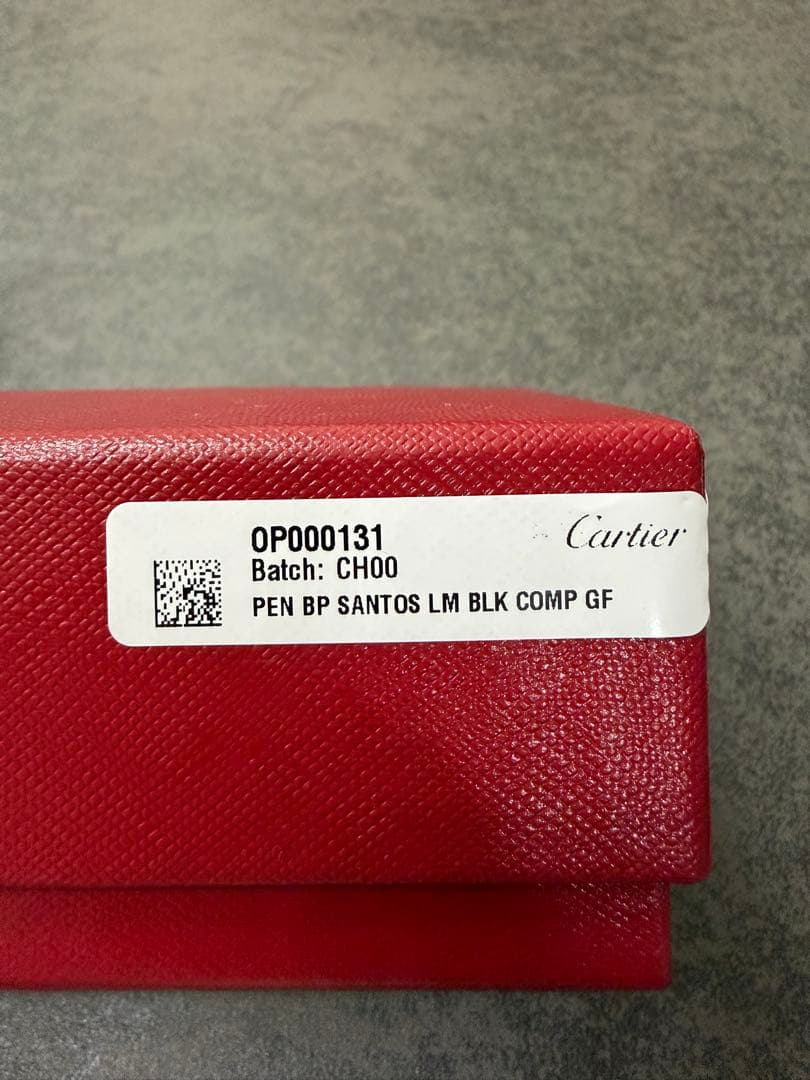 Cartier
OP000131
Batch: CH00
PEN BP SANTOS LM BLK COMP GF